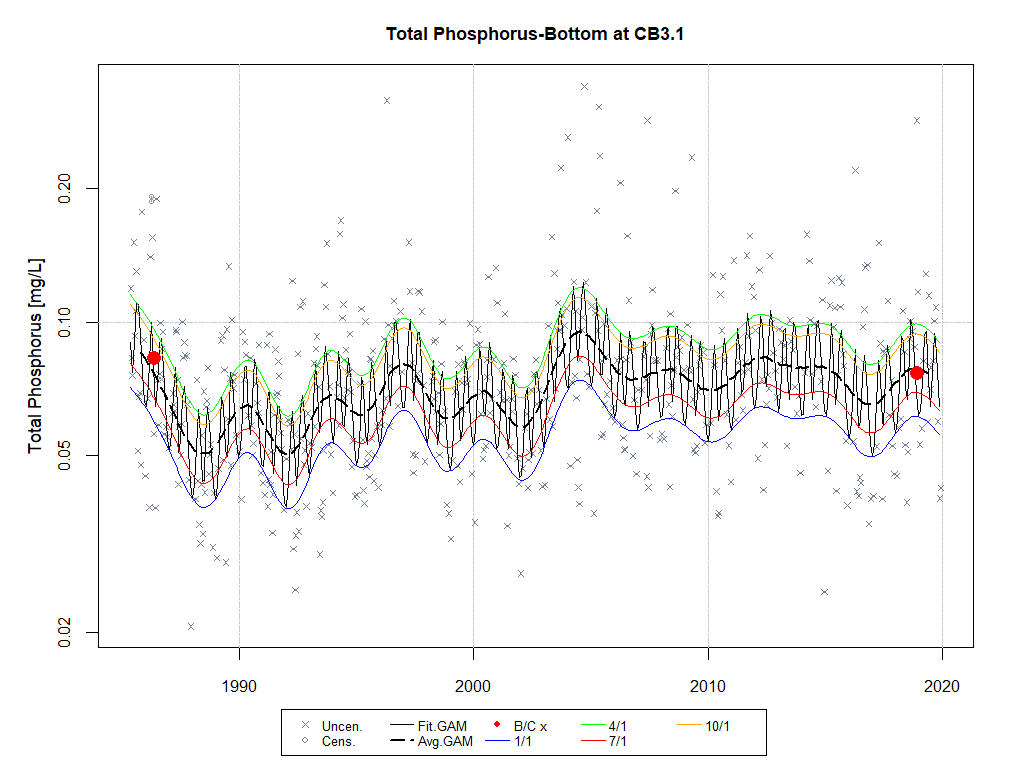 Total Phosphorus-Bottom at CB3.1
Total Phosphorus [mg/L]
0.20
0.10
0.05
0.02
1990
2000
2010
2020
Uncen. Fit.GAM B/C x 4/1 10/1
Cens. Avg.GAM 1/1 7/1